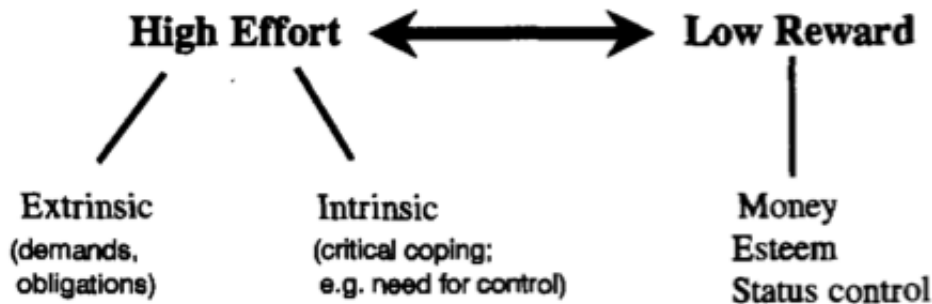 High Effort
Low Reward
Extrinsic
(demands,
obligations)
Intrinsic
(critical coping;
e.g. need for control)
Money
Esteem
Status control